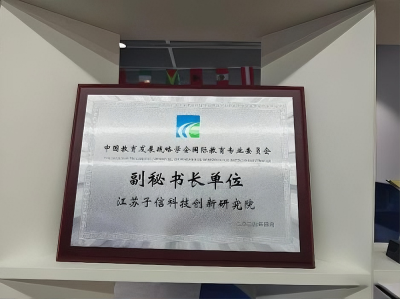 中国教育发展战略学会国际教育专业委员会
副秘书长单位
江苏子信科技创新研究院